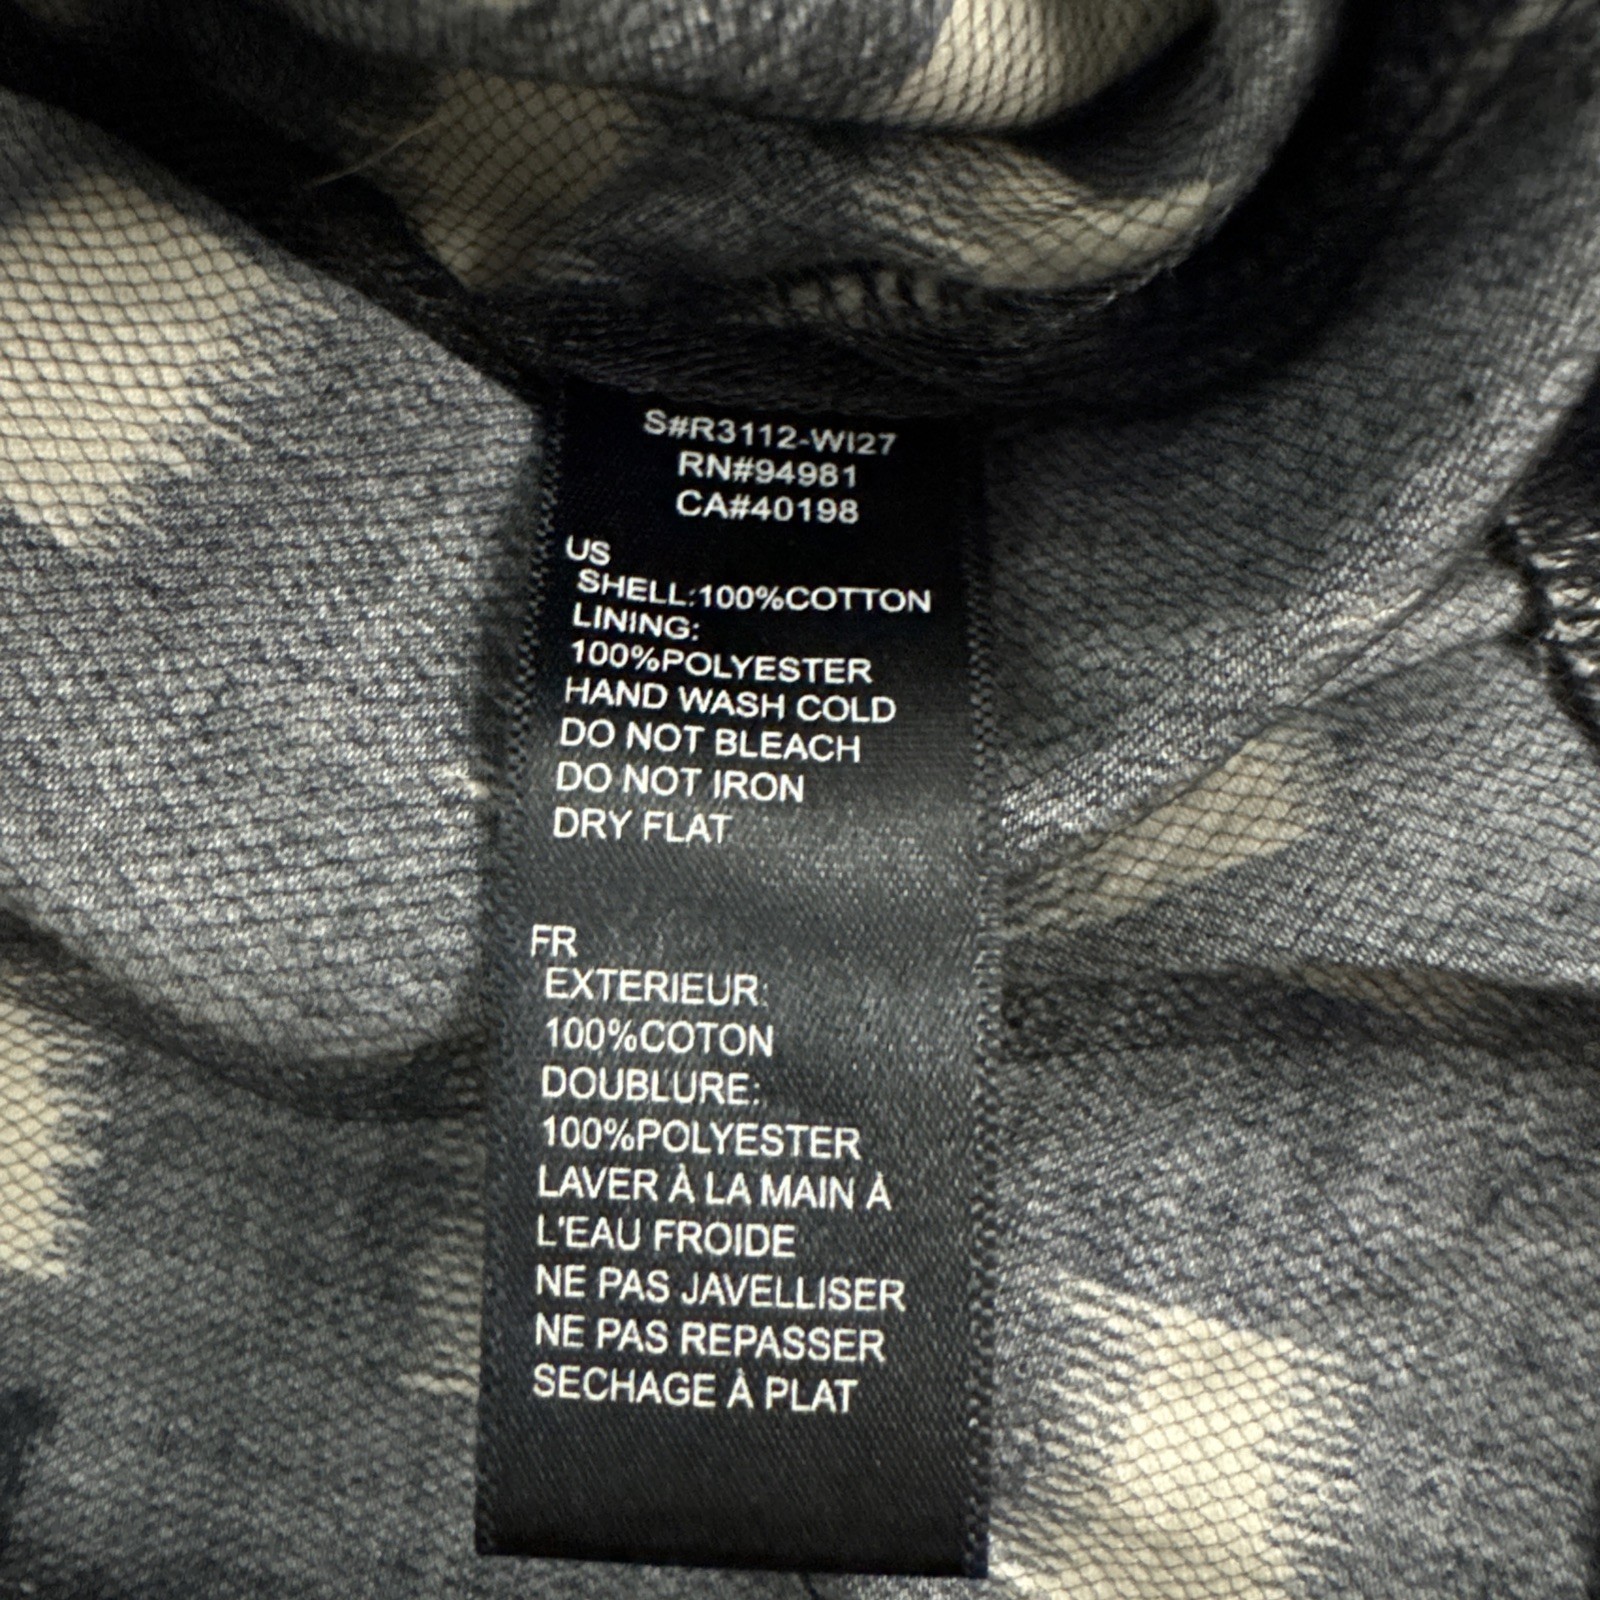 S#R3112-WI27
RN#94981
CA#40198
US
SHELL:100%COTTON
LINING:
100%POLYESTER
HAND WASH COLD
DO NOT BLEACH
DO NOT IRON
DRY FLAT
FR
EXTERIEUR:
100%COTON
DOUBLURE:
100%POLYESTER
LAVER À LA MAIN À
L'EAU FROIDE
NE PAS JAVELLISER
NE PAS REPASSER
SECHAGE À PLAT